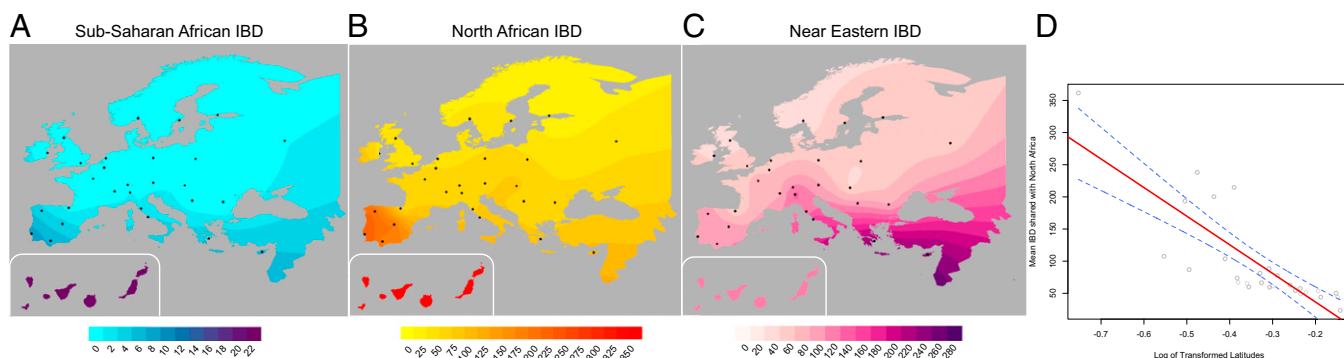 A Sub-Saharan African IBD
B North African IBD
C Near Eastern IBD
D
0 2 4 6 8 10 12 14 16 18 20 22
0 25 50 75 100 125 150 175 200 225 250 275 300 325 350
0 20 40 60 80 100 120 140 160 180 200 220 240 260 280
Mean IBD shared with North Africa
350
300
250
200
150
100
50
-0.7 -0.6 -0.5 -0.4 -0.3 -0.2
Log of Transformed Latitudes